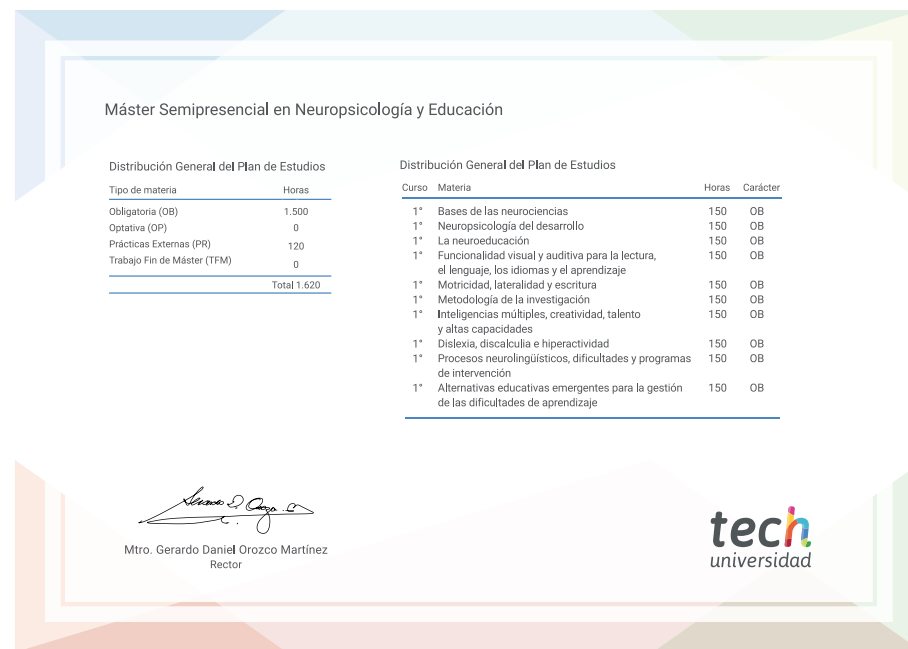 Máster Semipresencial en Neuropsicología y Educación
Distribución General del Plan de Estudios
Tipo de materia Horas
Obligatoria (OB) 1.500
Optativa (OP) 0
Prácticas Externas (PR) 120
Trabajo Fin de Máster (TFM) 0
Total 1.620
Distribución General del Plan de Estudios
Curso Materia Horas Carácter
1° Bases de las neurociencias 150 OB
1° Neuropsicología del desarrollo 150 OB
1° La neuroeducación 150 OB
1° Funcionalidad visual y auditiva para la lectura, 150 OB
el lenguaje, los idiomas y el aprendizaje
1° Motricidad, lateralidad y escritura 150 OB
1° Metodología de la investigación 150 OB
1° Inteligencias múltiples, creatividad, talento 150 OB
y altas capacidades
1° Dislexia, discalculia e hiperactividad 150 OB
1° Procesos neurolingüísticos, dificultades y programas 150 OB
de intervención
1° Alternativas educativas emergentes para la gestión 150 OB
de las dificultades de aprendizaje
Mtro. Gerardo Daniel Orozco Martínez
Rector
tech
universidad